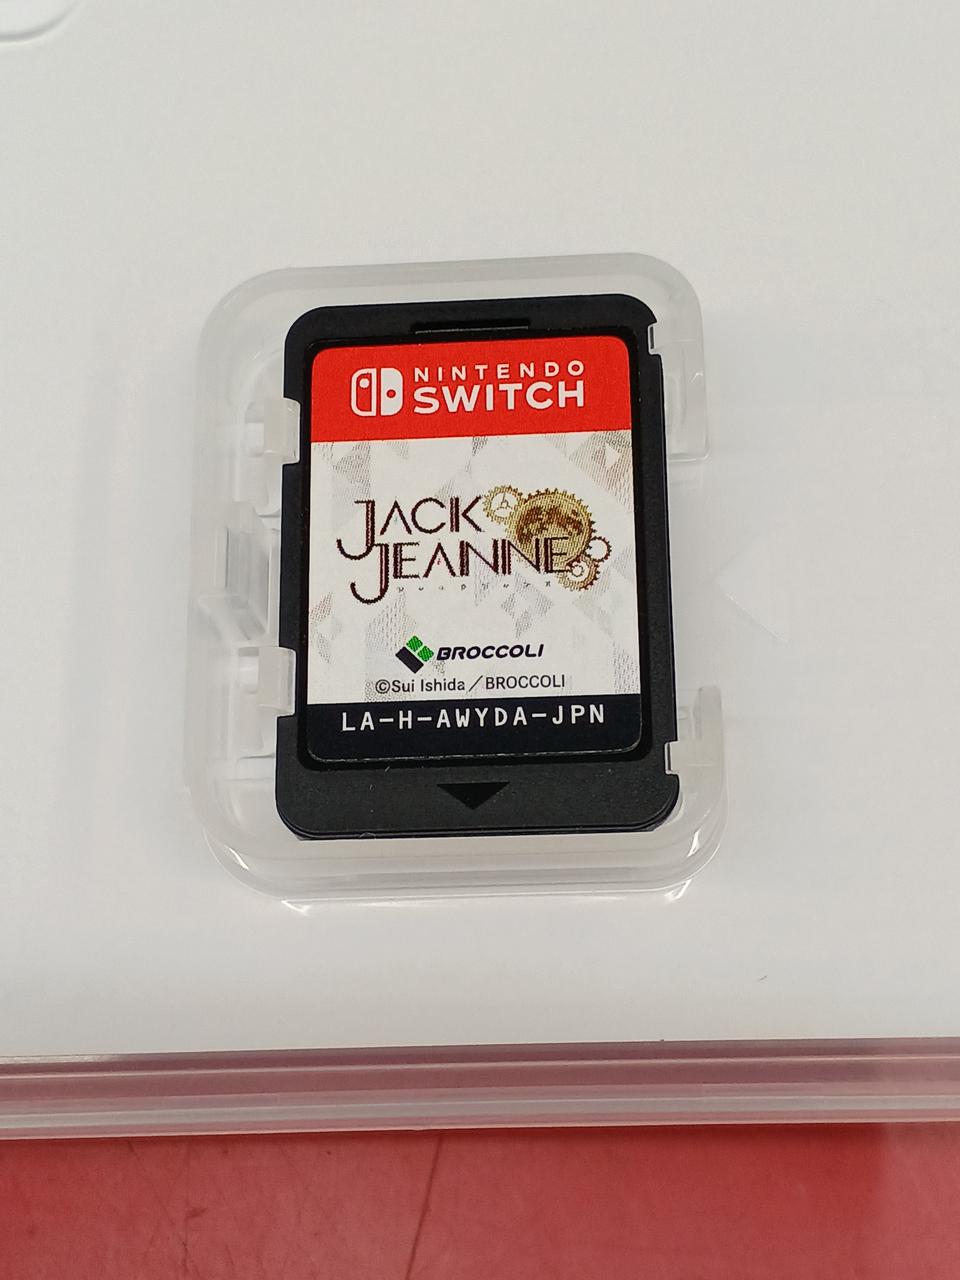 NINTENDO
SWITCH
JACK
JEANNE
BROCCOLI
©Sui Ishida／BROCCOLI
LA-H-AWYDA-JPN